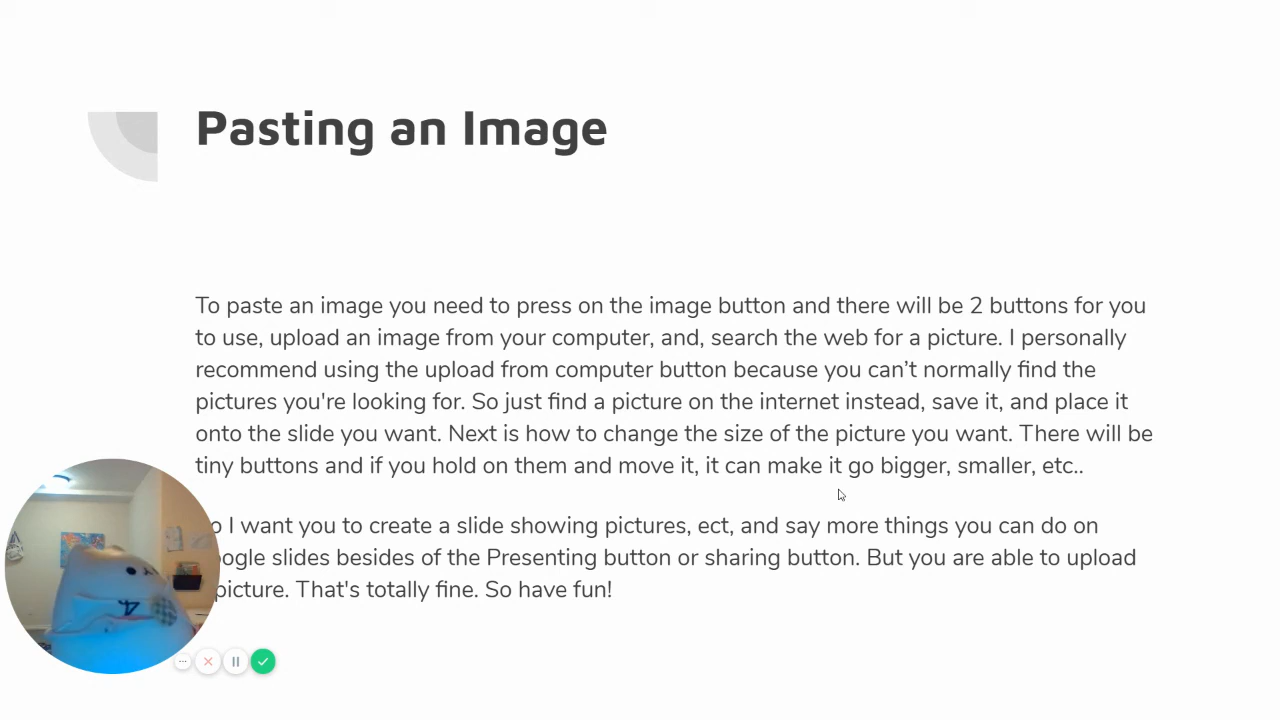 Pasting an Image
To paste an image you need to press on the image button and there will be 2 buttons for you
to use, upload an image from your computer, and, search the web for a picture. I personally
recommend using the upload from computer button because you can’t normally find the
pictures you're looking for. So just find a picture on the internet instead, save it, and place it
onto the slide you want. Next is how to change the size of the picture you want. There will be
tiny buttons and if you hold on them and move it, it can make it go bigger, smaller, etc..
I want you to create a slide showing pictures, ect, and say more things you can do on
slides besides of the Presenting button or sharing button. But you are able to upload
picture. That's totally fine. So have fun!